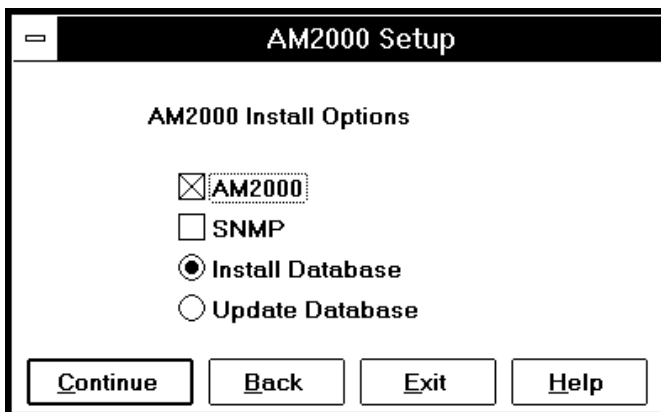 AM2000 Setup
AM2000 Install Options
AM2000
SNMP
Install Database
Update Database
Continue Back Exit Help